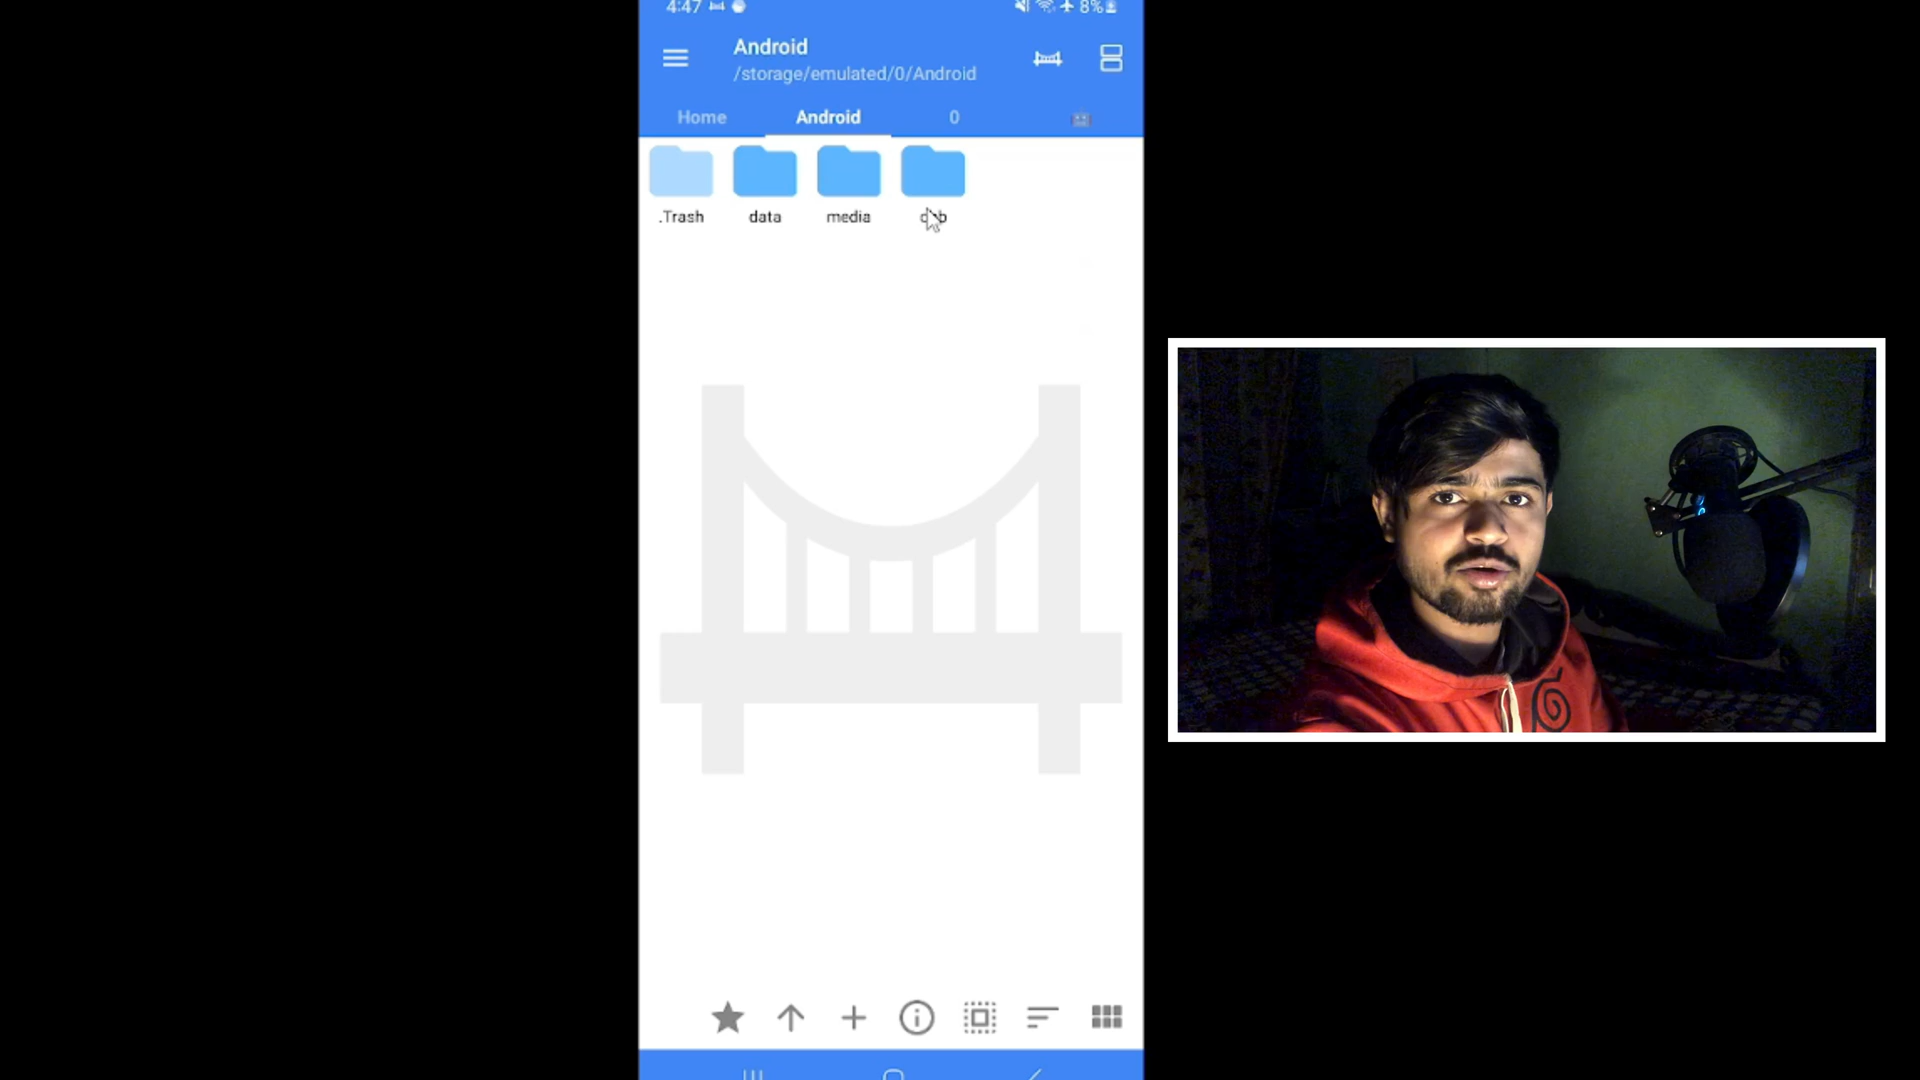 4:47 8%
Android
/storage/emulated/0/Android
Home Android 0
.Trash data media